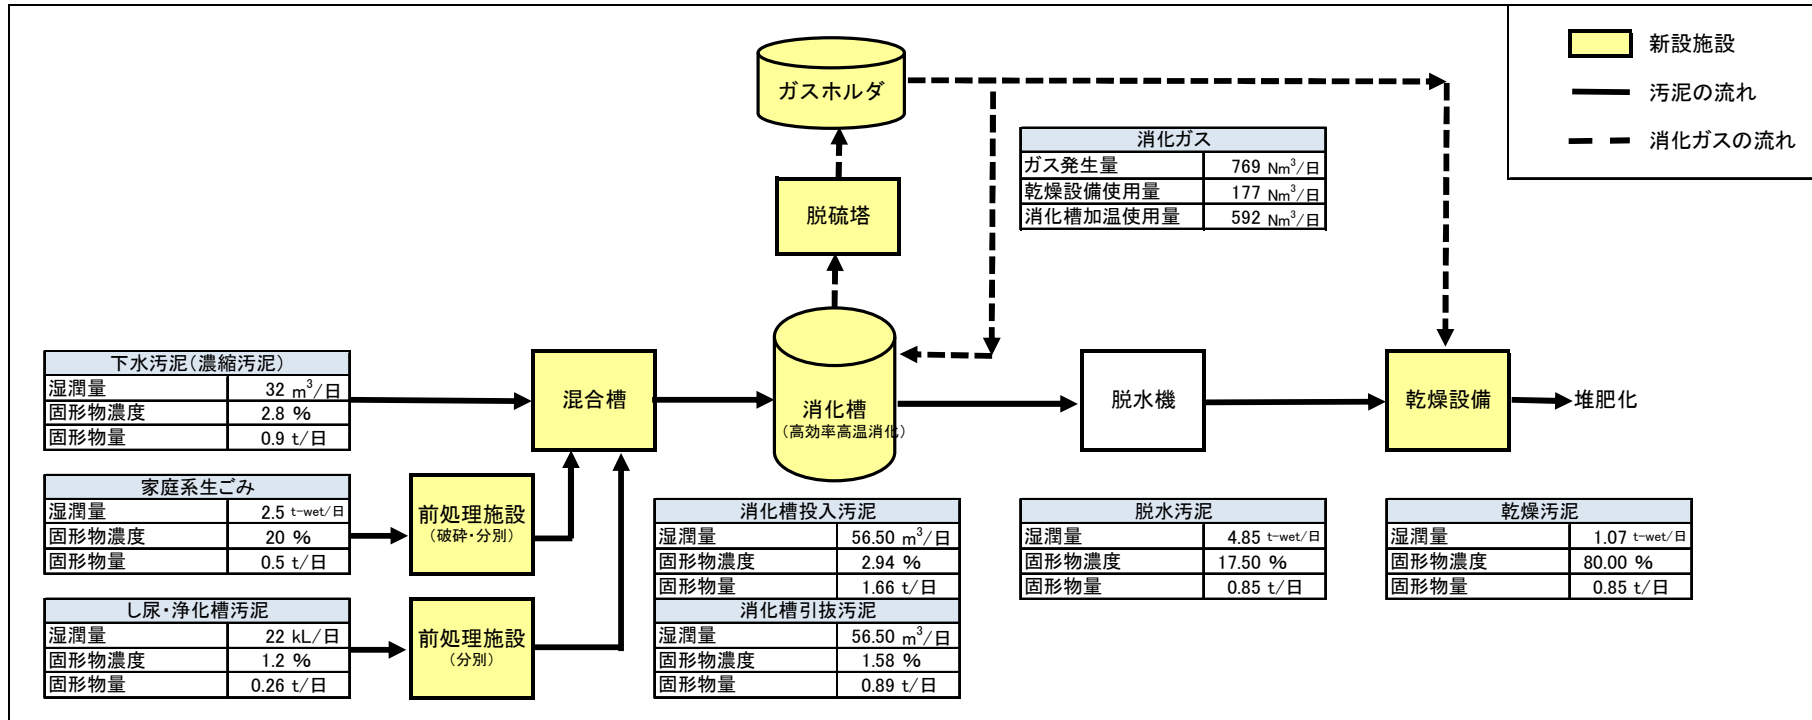 新設施設
汚泥の流れ
消化ガスの流れ
ガスホルダ
脱硫塔
消化ガス
ガス発生量 769 Nm³/日
乾燥設備使用量 177 Nm³/日
消化槽加温使用量 592 Nm³/日
下水汚泥(濃縮汚泥)
湿潤量 32 m³/日
固形物濃度 2.8 %
固形物量 0.9 t/日
混合槽
消化槽
(高効率高温消化)
脱水機
乾燥設備
堆肥化
家庭系生ごみ
湿潤量 2.5 t-wet/日
固形物濃度 20 %
固形物量 0.5 t/日
前処理施設
(破砕・分別)
し尿・浄化槽汚泥
湿潤量 22 kL/日
固形物濃度 1.2 %
固形物量 0.26 t/日
前処理施設
(分別)
消化槽投入汚泥
湿潤量 56.50 m³/日
固形物濃度 2.94 %
固形物量 1.66 t/日
消化槽引抜汚泥
湿潤量 56.50 m³/日
固形物濃度 1.58 %
固形物量 0.89 t/日
脱水汚泥
湿潤量 4.85 t-wet/日
固形物濃度 17.50 %
固形物量 0.85 t/日
乾燥汚泥
湿潤量 1.07 t-wet/日
固形物濃度 80.00 %
固形物量 0.85 t/日